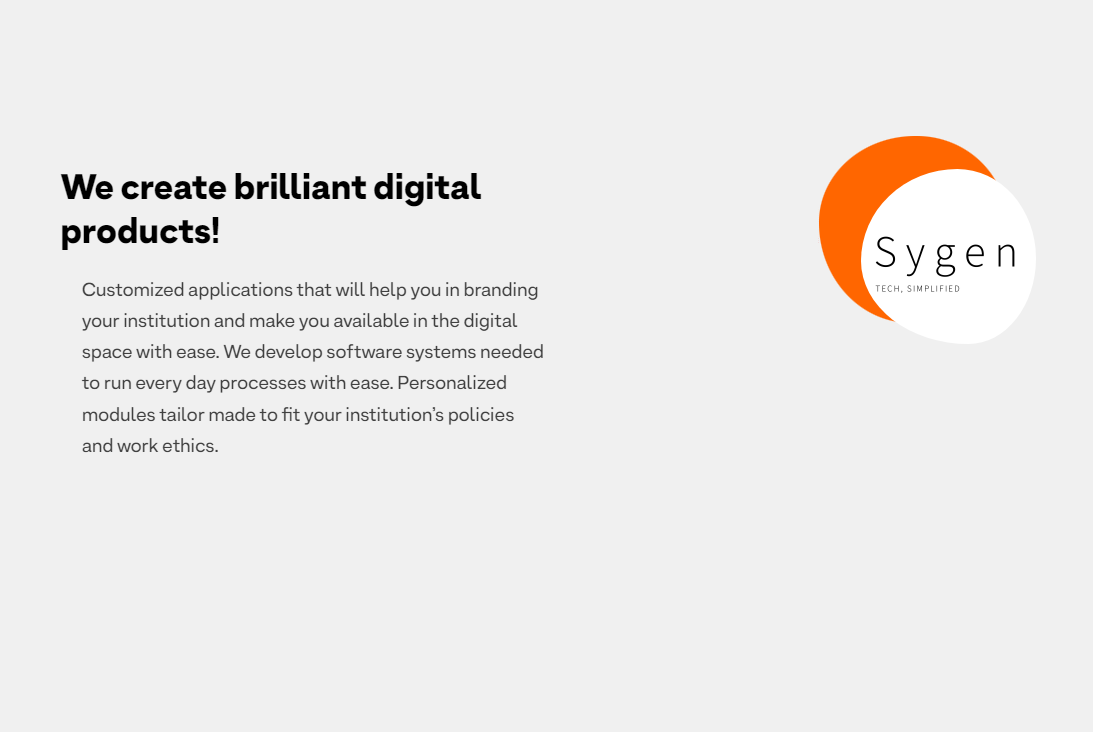 We create brilliant digital
products!
Customized applications that will help you in branding
your institution and make you available in the digital
space with ease. We develop software systems needed
to run every day processes with ease. Personalized
modules tailor made to fit your institution's policies
and work ethics.
Sygen
TECH, SIMPLIFIED